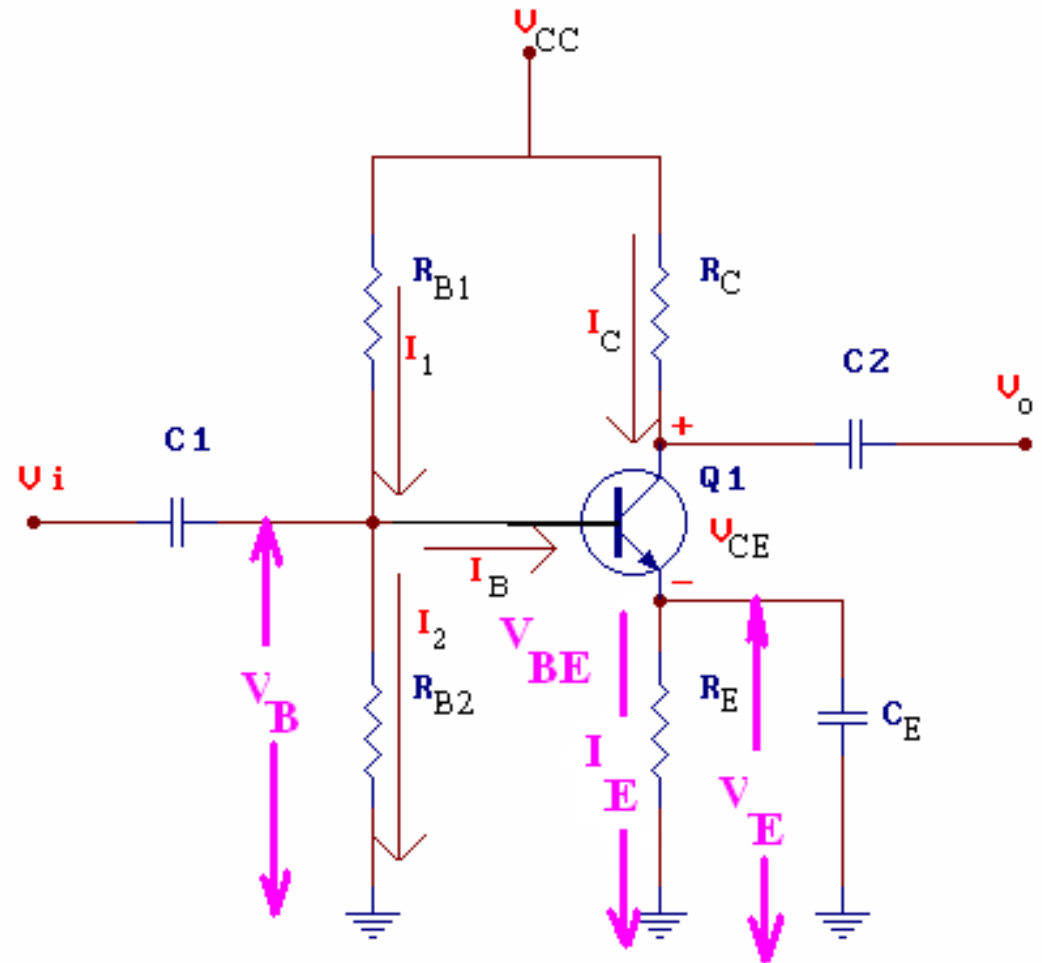 VCC
RB1
RC
I1
IC
C2
Vo
C1
+
Vi
Q1
VCE
IB
−
I2
VBE
VB
RB2
RE
CE
IE
VE